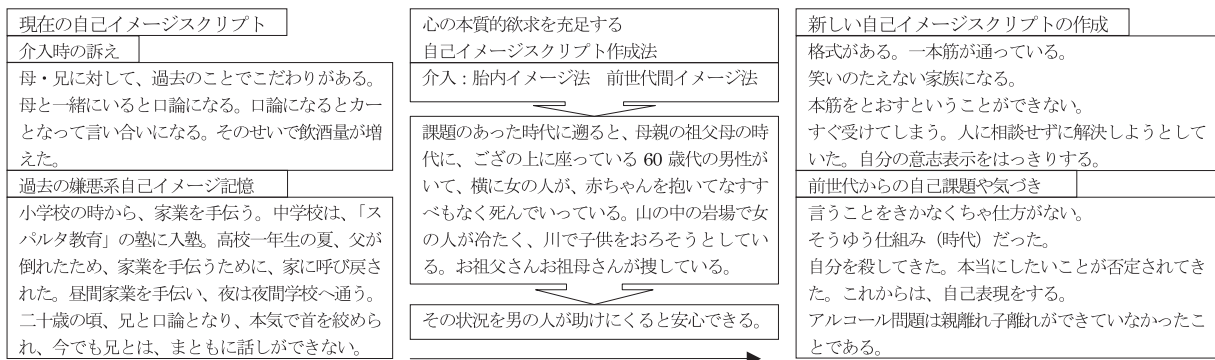 現在の自己イメージスクリプト
介入時の訴え
母・兄に対して、過去のことでこだわりがある。
母と一緒にいると口論になる。口論になるとカー
となって言い合いになる。そのせいで飲酒量が増
えた。
過去の嫌悪系自己イメージ記憶
小学校の時から、家業を手伝う。中学校は、「ス
パルタ教育」の塾に入塾。高校一年生の夏、父が
倒れたため、家業を手伝うために、家に呼び戻さ
れた。昼間家業を手伝い、夜は夜間学校へ通う。
二十歳の頃、兄と口論となり、本気で首を絞めら
れ、今でも兄とは、まともに話しができない。
心の本質的欲求を充足する
自己イメージスクリプト作成法
介入：胎内イメージ法　前世代間イメージ法
課題のあった時代に遡ると、母親の祖父母の時
代に、ござの上に座っている 60 歳代の男性が
いて、横に女の人が、赤ちゃんを抱いてなすす
べもなく死んでいっている。山の中の岩場で女
の人が冷たく、川で子供をおろそうとしてい
る。お祖父さんお祖母さんが捜している。
その状況を男の人が助けにくると安心できる。
新しい自己イメージスクリプトの作成
格式がある。一本筋が通っている。
笑いのたえない家族になる。
本筋をとおすということができない。
すぐ受けてしまう。人に相談せずに解決しようとして
いた。自分の意志表示をはっきりする。
前世代からの自己課題や気づき
言うことをきかなくちゃ仕方がない。
そうゆう仕組み（時代）だった。
自分を殺してきた。本当にしたいことが否定されてき
た。これからは、自己表現をする。
アルコール問題は親離れ子離れができていなかったこ
とである。